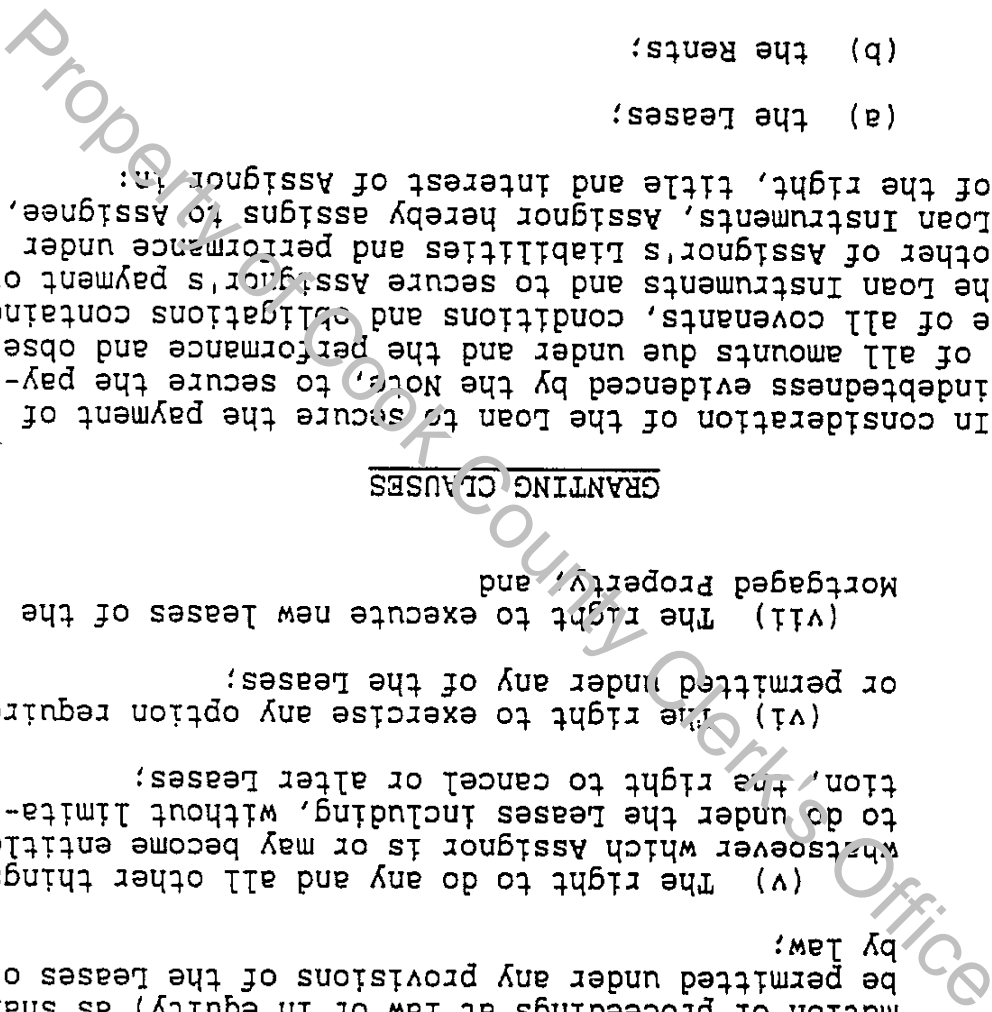 proceedings at law or in equity) as
be permitted under any provisions of the Leases o
by law;
(v) The right to do any and all other things
whatsoever which Assignor is or may become entitl
to do under the Leases including, without limita-
tion, the right to cancel or alter Leases;
(vi) The right to exercise any option require
or permitted under any of the Leases;
(vii) The right to execute new leases of the
Mortgaged Property; and
GRANTING CLAUSES
In consideration of the Loan to secure the payment of
indebtedness evidenced by the Note, to secure the pay-
of all amounts due under and the performance and obse
e of all covenants, conditions and obligations containe
he Loan Instruments and to secure Assignor's payment o
other of Assignor's Liabilities and performance under
Loan Instruments, Assignor hereby assigns to Assignee,
of the right, title and interest of Assignor in:
(a) the Leases;
(b) the Rents;
Property of Cook County Clerk's Office